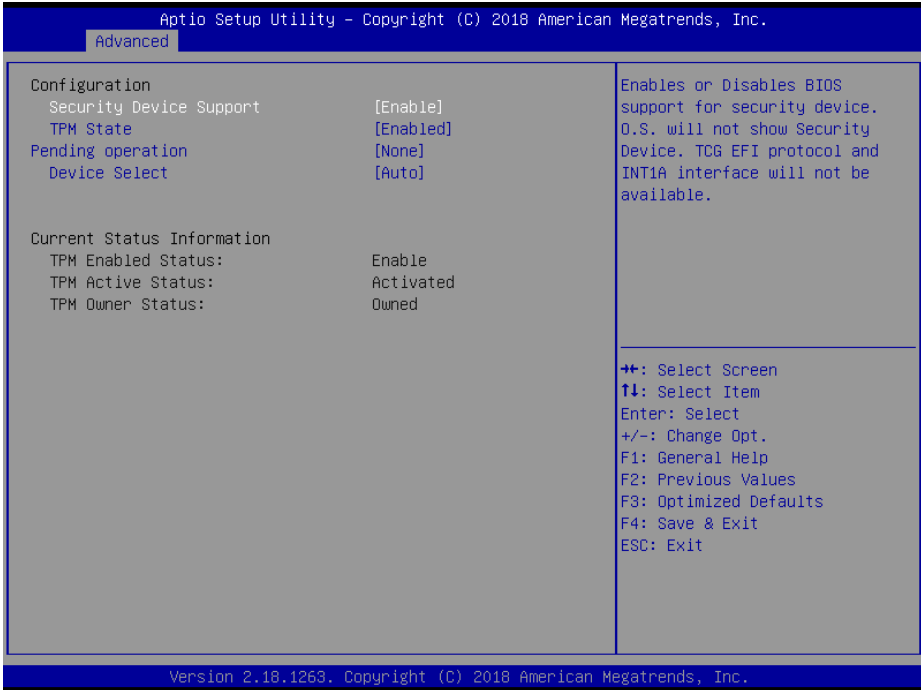 Aptio Setup Utility – Copyright (C) 2018 American Megatrends, Inc.
Advanced
Configuration
Security Device Support [Enable]
TPM State [Enabled]
Pending operation [None]
Device Select [Auto]
Current Status Information
TPM Enabled Status: Enable
TPM Active Status: Activated
TPM Owner Status: Owned
Enables or Disables BIOS
support for security device.
O.S. will not show Security
Device. TCG EFI protocol and
INT1A interface will not be
available.
→←: Select Screen
↑↓: Select Item
Enter: Select
+/-: Change Opt.
F1: General Help
F2: Previous Values
F3: Optimized Defaults
F4: Save & Exit
ESC: Exit
Version 2.18.1263. Copyright (C) 2018 American Megatrends, Inc.